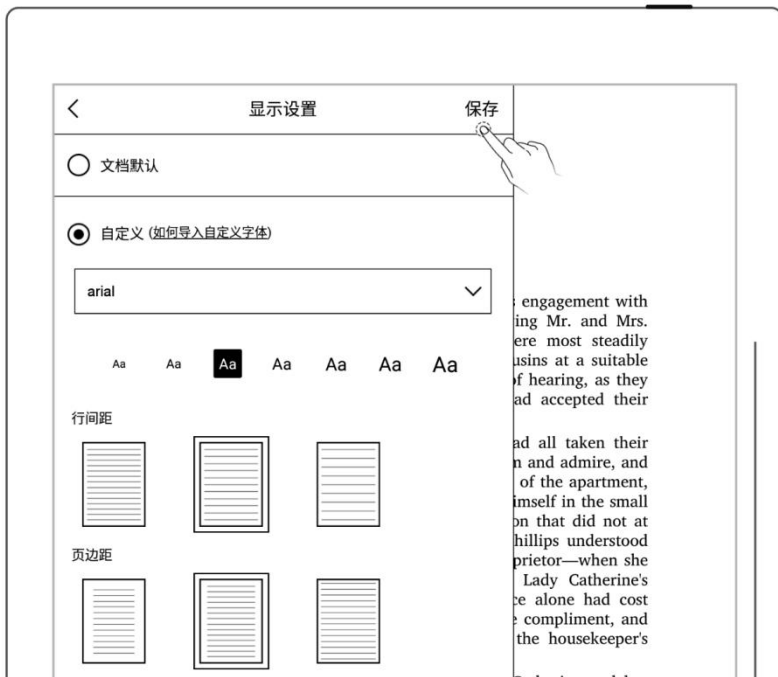 显示设置
保存
文档默认
自定义 (如何导入自定义字体)
arial
Aa Aa Aa Aa Aa Aa Aa
行间距
页边距
engagement with
ing Mr. and Mrs.
ere most steadily
usins at a suitable
of hearing, as they
ad accepted their
ad all taken their
n and admire, and
of the apartment,
imself in the small
on that did not at
hillips understood
prietor—when she
Lady Catherine's
ce alone had cost
compliment, and
the housekeeper's